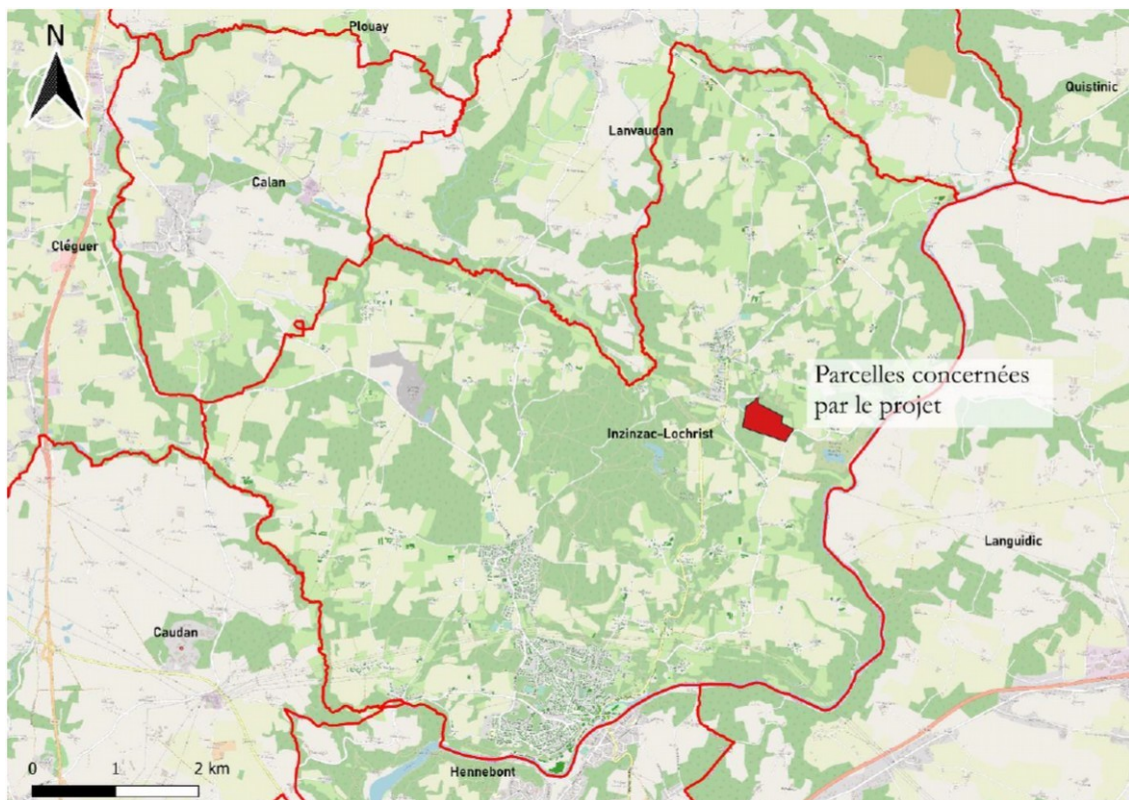 Plouay
N
Quistinic
Lanvaudan
Calan
Cléguer
Parcelles concernées
par le projet
Inzinzac-Lochrist
Languidic
Caudan
0 1 2 km
Hennebont